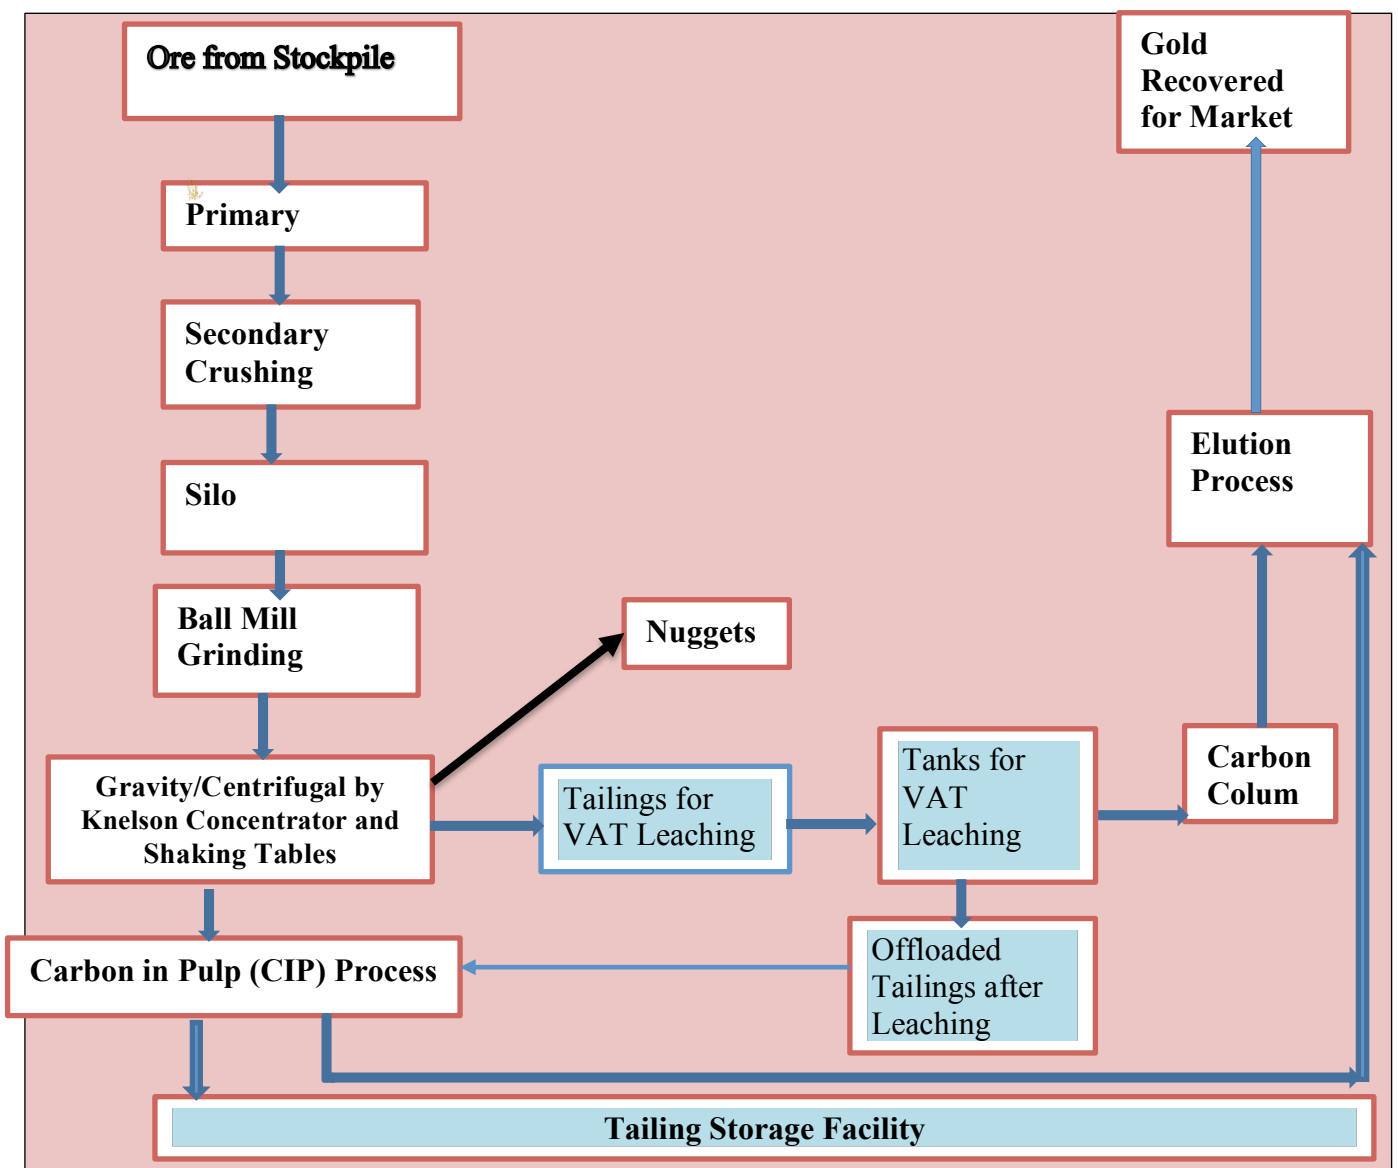 Ore from Stockpile
Gold
Recovered
for Market
Primary
Secondary
Crushing
Elution
Process
Silo
Ball Mill
Grinding
Nuggets
Gravity/Centrifugal by
Knelson Concentrator and
Shaking Tables
Tailings for
VAT Leaching
Tanks for
VAT
Leaching
Carbon
Colum
Carbon in Pulp (CIP) Process
Offloaded
Tailings after
Leaching
Tailing Storage Facility